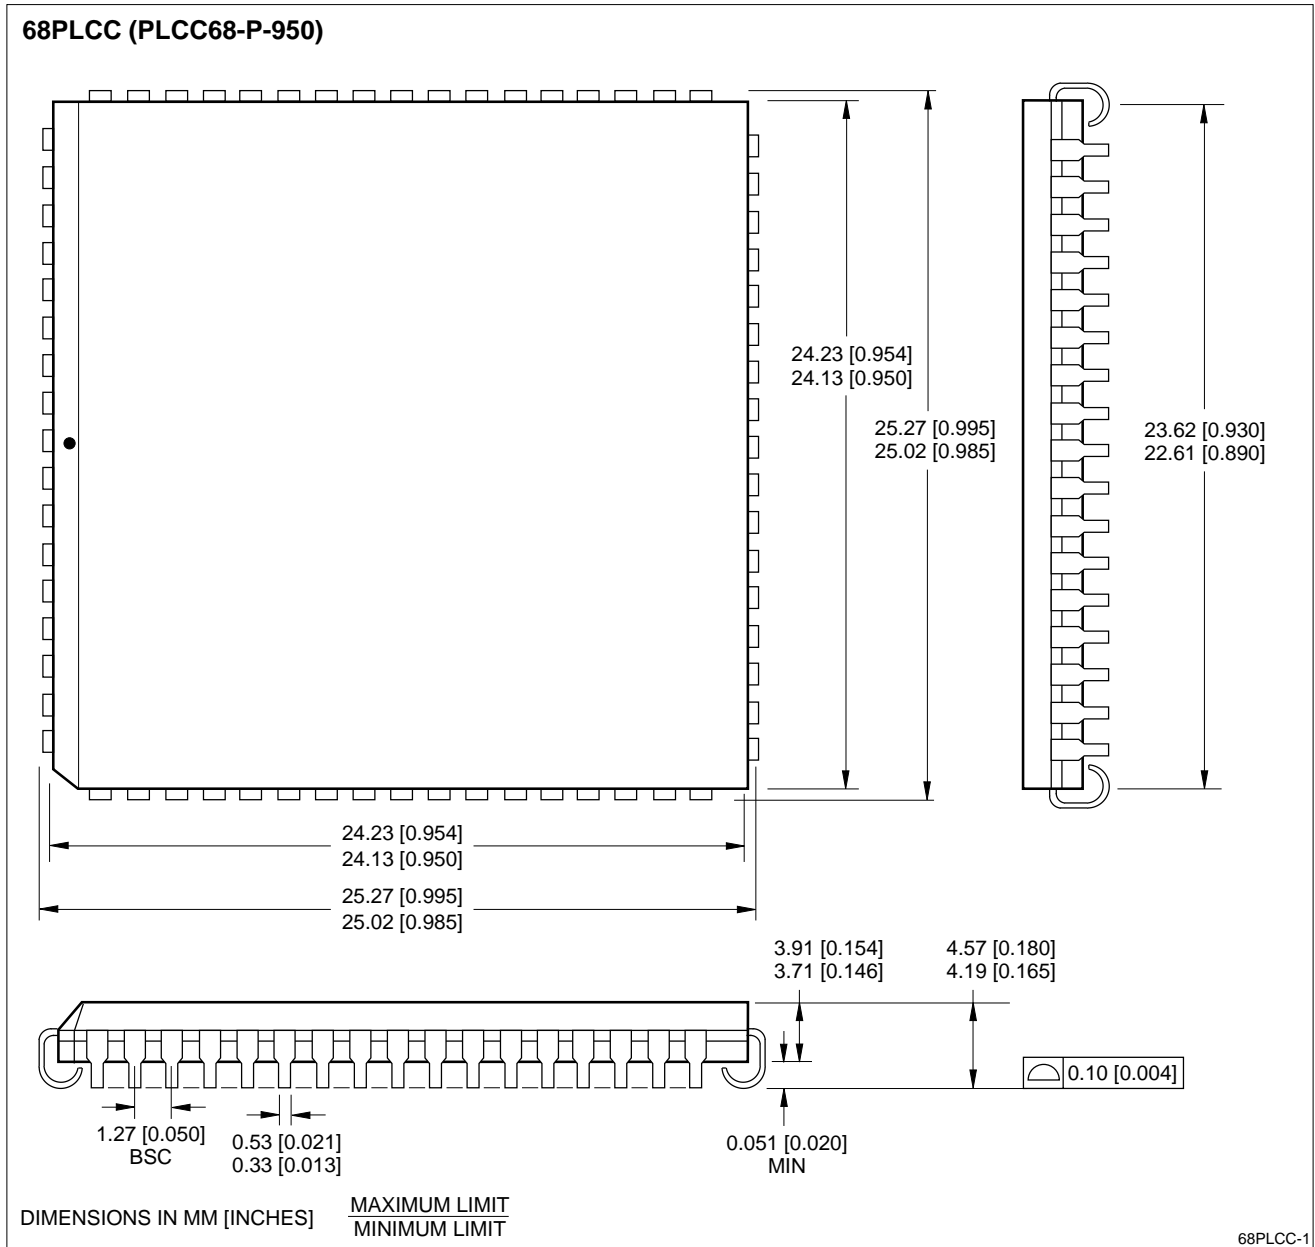 68PLCC (PLCC68-P-950)
24.23 [0.954]
24.13 [0.950]
25.27 [0.995]
25.02 [0.985]
23.62 [0.930]
22.61 [0.890]
24.23 [0.954]
24.13 [0.950]
25.27 [0.995]
25.02 [0.985]
3.91 [0.154]
3.71 [0.146]
4.57 [0.180]
4.19 [0.165]
0.10 [0.004]
1.27 [0.050]
BSC
0.53 [0.021]
0.33 [0.013]
0.051 [0.020]
MIN
DIMENSIONS IN MM [INCHES]
MAXIMUM LIMIT
MINIMUM LIMIT
68PLCC-1